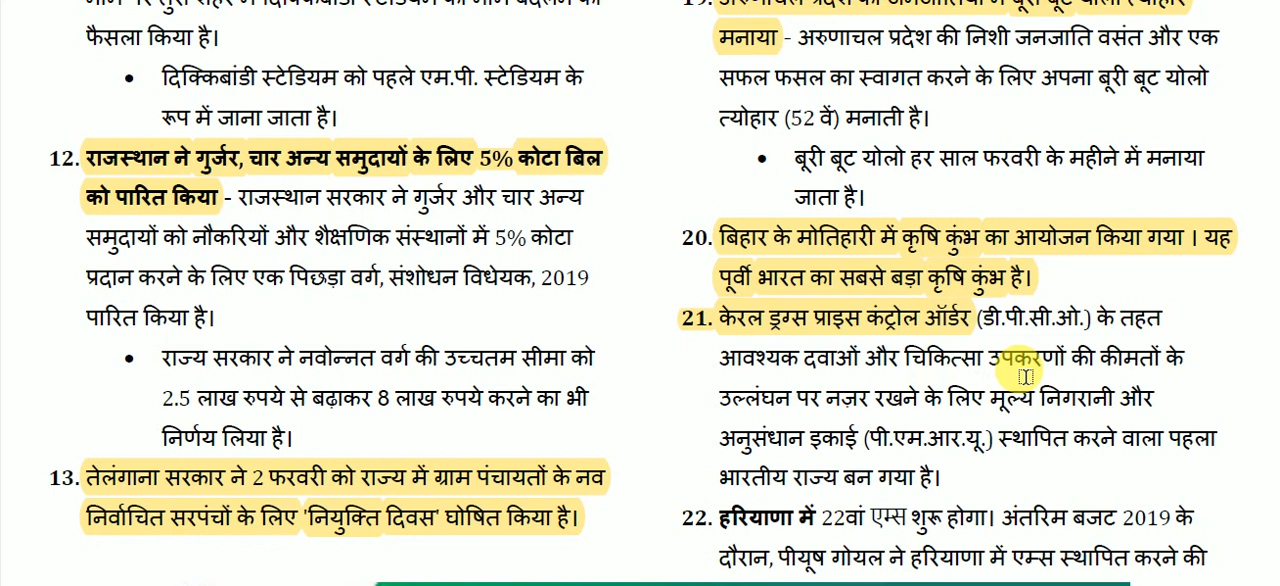 फैसला किया है।
• दिक्किबांडी स्टेडियम को पहले एम.पी. स्टेडियम के
रूप में जाना जाता है।
12. राजस्थान ने गुर्जर, चार अन्य समुदायों के लिए 5% कोटा बिल
को पारित किया - राजस्थान सरकार ने गुर्जर और चार अन्य
समुदायों को नौकरियों और शैक्षणिक संस्थानों में 5% कोटा
प्रदान करने के लिए एक पिछड़ा वर्ग, संशोधन विधेयक, 2019
पारित किया है।
• राज्य सरकार ने नवोन्नत वर्ग की उच्चतम सीमा को
2.5 लाख रुपये से बढ़ाकर 8 लाख रुपये करने का भी
निर्णय लिया है।
13. तेलंगाना सरकार ने 2 फरवरी को राज्य में ग्राम पंचायतों के नव
निर्वाचित सरपंचों के लिए 'नियुक्ति दिवस' घोषित किया है।
मनाया - अरुणाचल प्रदेश की निशी जनजाति वसंत और एक
सफल फसल का स्वागत करने के लिए अपना बूरी बूट योलो
त्योहार (52 वें) मनाती है।
• बूरी बूट योलो हर साल फरवरी के महीने में मनाया
जाता है।
20. बिहार के मोतिहारी में कृषि कुंभ का आयोजन किया गया । यह
पूर्वी भारत का सबसे बड़ा कृषि कुंभ है।
21. केरल ड्रग्स प्राइस कंट्रोल ऑर्डर (डी.पी.सी.ओ.) के तहत
आवश्यक दवाओं और चिकित्सा उपकरणों की कीमतों के
उल्लंघन पर नज़र रखने के लिए मूल्य निगरानी और
अनुसंधान इकाई (पी.एम.आर.यू.) स्थापित करने वाला पहला
भारतीय राज्य बन गया है।
22. हरियाणा में 22वां एम्स शुरू होगा। अंतरिम बजट 2019 के
दौरान, पीयूष गोयल ने हरियाणा में एम्स स्थापित करने की